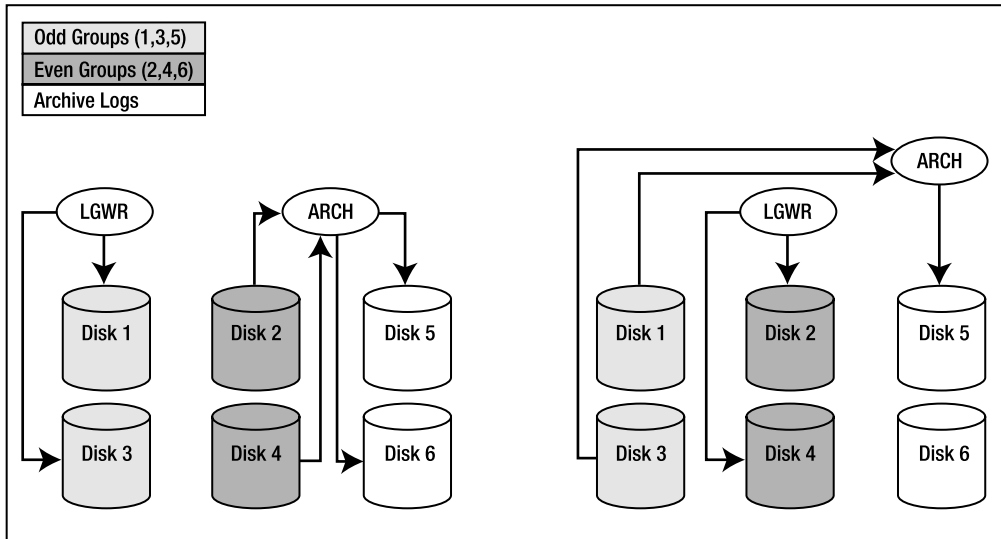 Odd Groups (1,3,5)
Even Groups (2,4,6)
Archive Logs
LGWR
ARCH
Disk 1
Disk 2
Disk 5
Disk 3
Disk 4
Disk 6
ARCH
LGWR
Disk 1
Disk 2
Disk 5
Disk 3
Disk 4
Disk 6